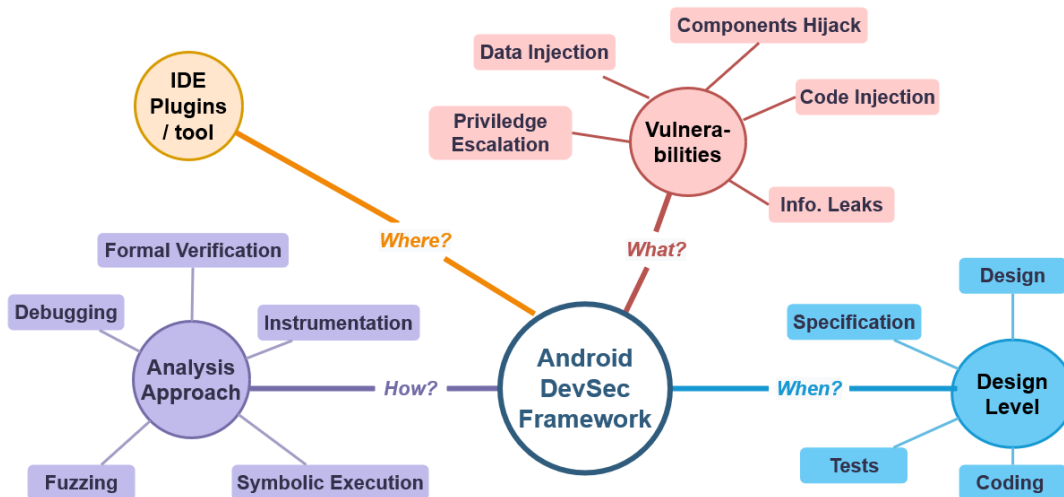 Components Hijack
Data Injection
IDE
Plugins
/ tool
Code Injection
Priviledge
Escalation
Vulnera-
bilities
Info. Leaks
Where?
What?
Formal Verification
Debugging
Instrumentation
Analysis
Approach
How?
Fuzzing
Symbolic Execution
Android
DevSec
Framework
When?
Design
Specification
Design
Level
Tests
Coding